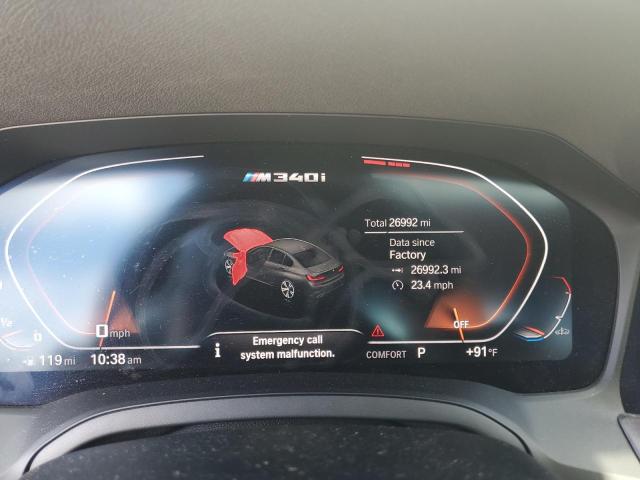 M340i
Total 26992 mi
Data since
Factory
26992.3 mi
23.4 mph
0 mph
OFF
Emergency call
system malfunction.
119 mi
10:38 am
i
COMFORT P
+91°F